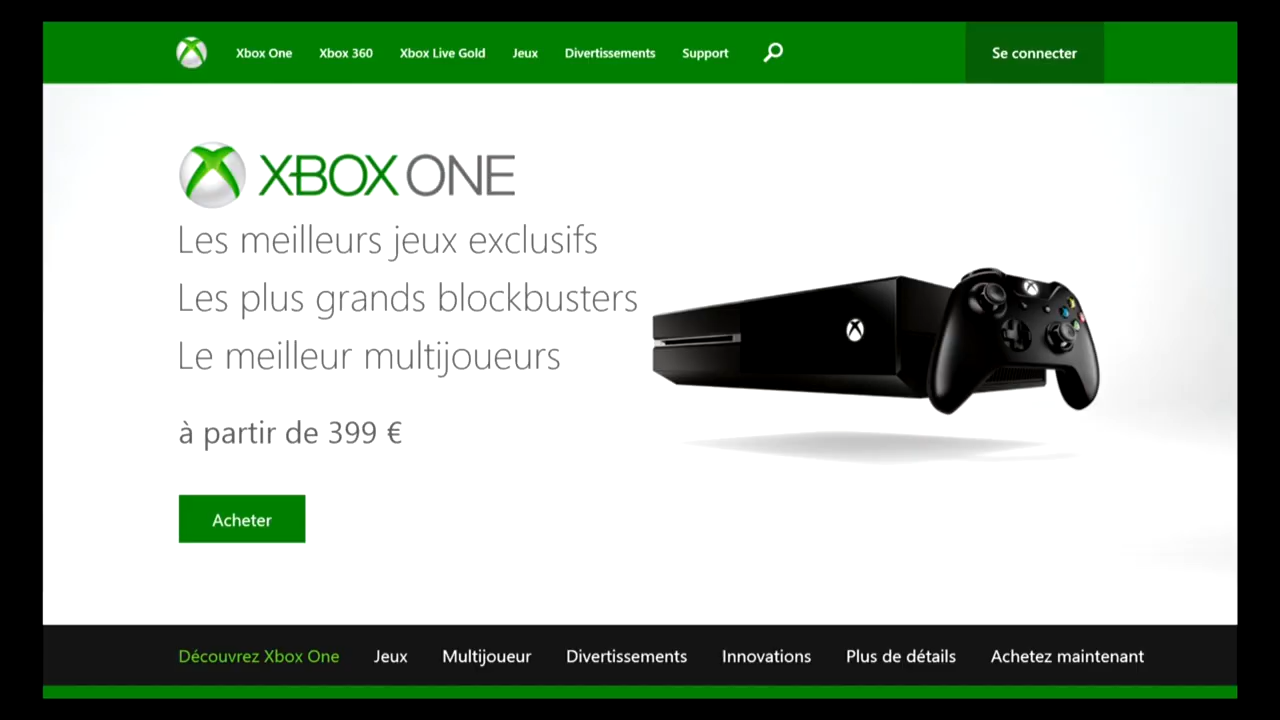 Xbox One Xbox 360 Xbox Live Gold Jeux Divertissements Support Se connecter
XBOX ONE
Les meilleurs jeux exclusifs
Les plus grands blockbusters
Le meilleur multijoueurs
à partir de 399 €
Acheter
Découvrez Xbox One Jeux Multijoueur Divertissements Innovations Plus de détails Achetez maintenant